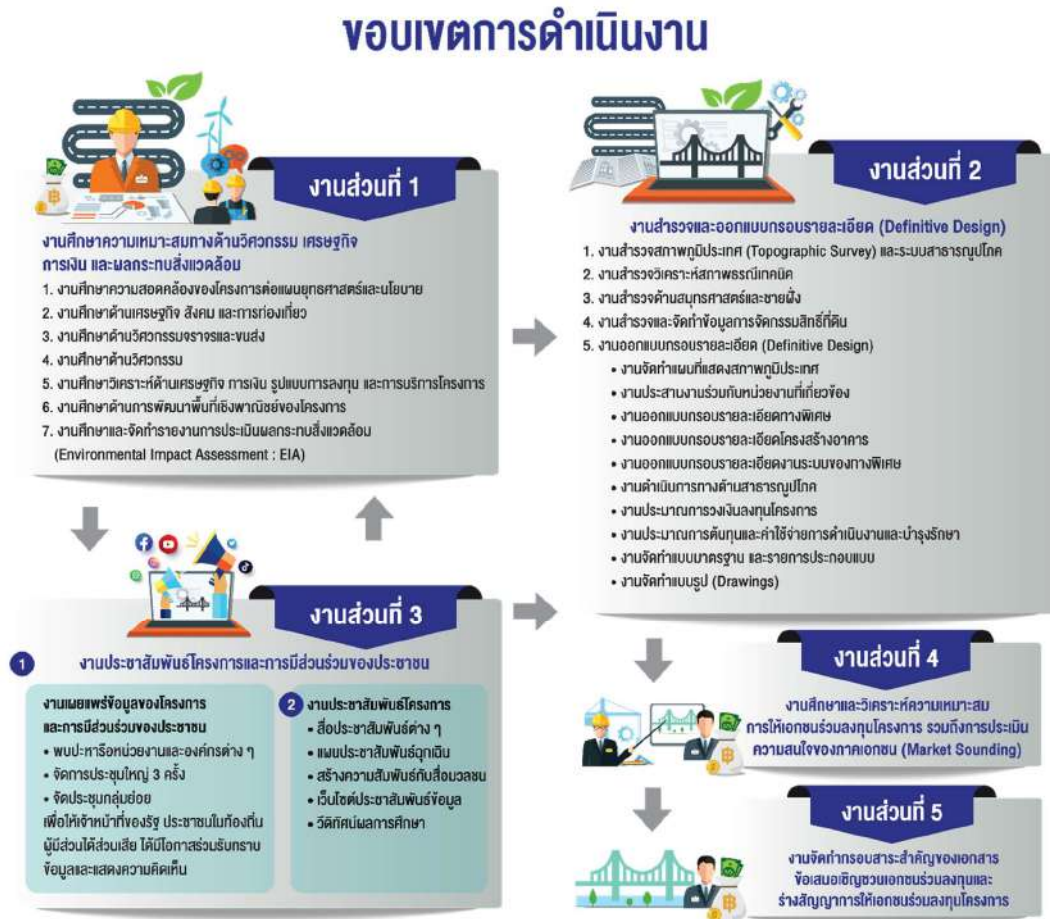 ขอบเขตการดำเนินงาน
งานส่วนที่ 1
งานศึกษาความเหมาะสมทางด้านวิศวกรรม เศรษฐกิจ
การเงิน และผลกระทบสิ่งแวดล้อม
1. งานศึกษาความสอดคล้องของโครงการต่อแผนยุทธศาสตร์และนโยบาย
2. งานศึกษาด้านเศรษฐกิจ สังคม และการท่องเที่ยว
3. งานศึกษาด้านวิศวกรรมจราจรและขนส่ง
4. งานศึกษาด้านวิศวกรรม
5. งานศึกษาวิเคราะห์ด้านเศรษฐกิจ การเงิน รูปแบบการลงทุน และการบริการโครงการ
6. งานศึกษาด้านการพัฒนาพื้นที่เชิงพาณิชย์ของโครงการ
7. งานศึกษาและจัดทำรายงานการประเมินผลกระทบสิ่งแวดล้อม
(Environmental Impact Assessment : EIA)
งานส่วนที่ 2
งานสำรวจและออกแบบกรอบรายละเอียด (Definitive Design)
1. งานสำรวจสภาพภูมิประเทศ (Topographic Survey) และระบบสาธารณูปโภค
2. งานสำรวจวิเคราะห์สภาพธรณีเทคนิค
3. งานสำรวจด้านสมุทรศาสตร์และชายฝั่ง
4. งานสำรวจและจัดทำข้อมูลการจัดกรรมสิทธิ์ที่ดิน
5. งานออกแบบกรอบรายละเอียด (Definitive Design)
• งานจัดทำแผนที่แสดงสภาพภูมิประเทศ
• งานประสานงานร่วมกับหน่วยงานที่เกี่ยวข้อง
• งานออกแบบกรอบรายละเอียดทางพิเศษ
• งานออกแบบกรอบรายละเอียดโครงสร้างอาคาร
• งานออกแบบกรอบรายละเอียดงานระบบของทางพิเศษ
• งานดำเนินการทางด้านสาธารณูปโภค
• งานประมาณการวงเงินลงทุนโครงการ
• งานประมาณการต้นทุนและค่าใช้จ่ายการดำเนินงานและบำรุงรักษา
• งานจัดทำแบบมาตรฐาน และรายการประกอบแบบ
• งานจัดทำแบบรูป (Drawings)
งานส่วนที่ 3
1 งานประชาสัมพันธ์โครงการและการมีส่วนร่วมของประชาชน
งานเผยแพร่ข้อมูลของโครงการ
และการมีส่วนร่วมของประชาชน
• พบปะหารือหน่วยงานและองค์กรต่าง ๆ
• จัดการประชุมใหญ่ 3 ครั้ง
• จัดประชุมกลุ่มย่อย
เพื่อให้เจ้าหน้าที่ของรัฐ ประชาชนในท้องถิ่น
ผู้มีส่วนได้ส่วนเสีย ได้มีโอกาสร่วมรับทราบ
ข้อมูลและแสดงความคิดเห็น
2 งานประชาสัมพันธ์โครงการ
• สื่อประชาสัมพันธ์ต่าง ๆ
• แผนประชาสัมพันธ์ฉุกเฉิน
• สร้างความสัมพันธ์กับสื่อมวลชน
• เว็บไซต์ประชาสัมพันธ์ข้อมูล
• วีดิทัศน์ผลการศึกษา
งานส่วนที่ 4
งานศึกษาและวิเคราะห์ความเหมาะสม
การให้เอกชนร่วมลงทุนโครงการ รวมถึงการประเมิน
ความสนใจของภาคเอกชน (Market Sounding)
งานส่วนที่ 5
งานจัดทำกรอบสาระสำคัญของเอกสาร
ข้อเสนอเชิญชวนเอกชนร่วมลงทุนและ
ร่างสัญญาการให้เอกชนร่วมลงทุนโครงการ